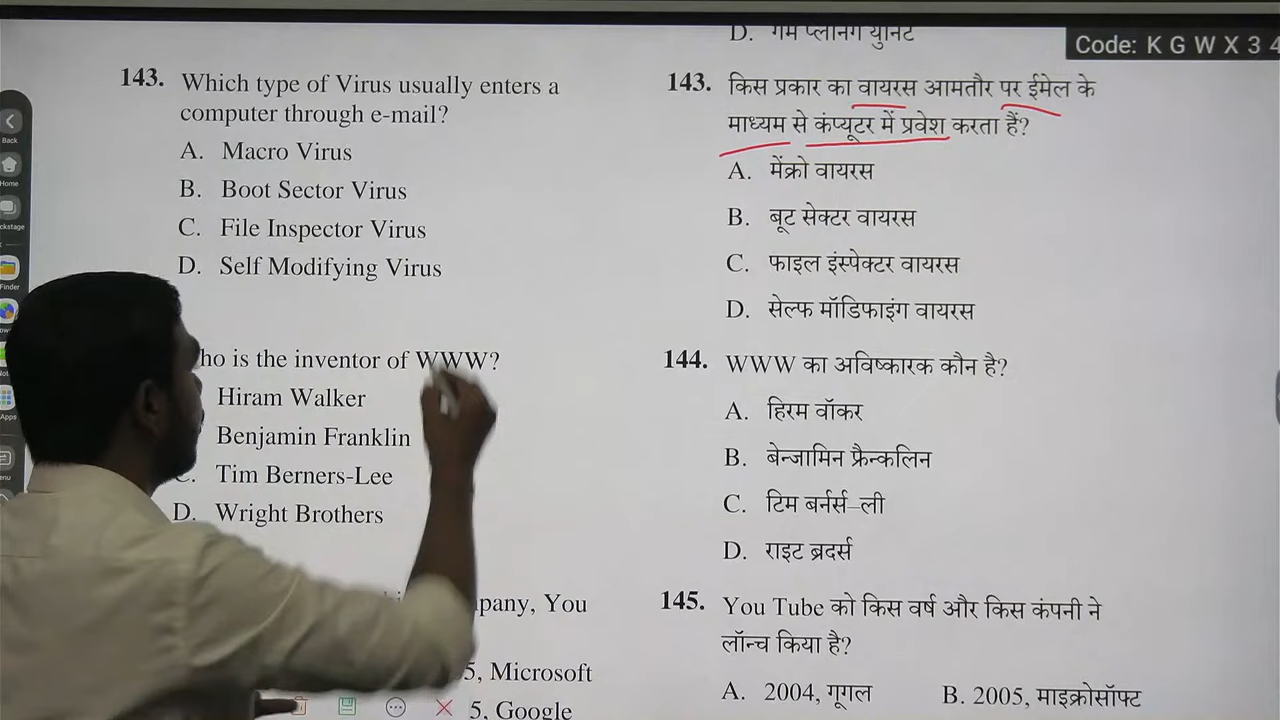 Code: K G W X 3 4
Back
Home
Finder
Apps
143. Which type of Virus usually enters a
computer through e-mail?
A. Macro Virus
B. Boot Sector Virus
C. File Inspector Virus
D. Self Modifying Virus
ho is the inventor of WWW?
Hiram Walker
Benjamin Franklin
C. Tim Berners-Lee
D. Wright Brothers
pany, You
5, Microsoft
5, Google
D. गेम प्लानिंग युनिट
143. किस प्रकार का वायरस आमतौर पर ईमेल के
माध्यम से कंप्यूटर में प्रवेश करता हैं?
A. मेंक्रो वायरस
B. बूट सेक्टर वायरस
C. फाइल इंस्पेक्टर वायरस
D. सेल्फ मॉडिफाइंग वायरस
144. WWW का अविष्कारक कौन है?
A. हिरम वॉकर
B. बेन्जामिन फ्रैन्कलिन
C. टिम बर्नर्स–ली
D. राइट ब्रदर्स
145. You Tube को किस वर्ष और किस कंपनी ने
लॉन्च किया है?
A. 2004, गूगल B. 2005, माइक्रोसॉफ्ट